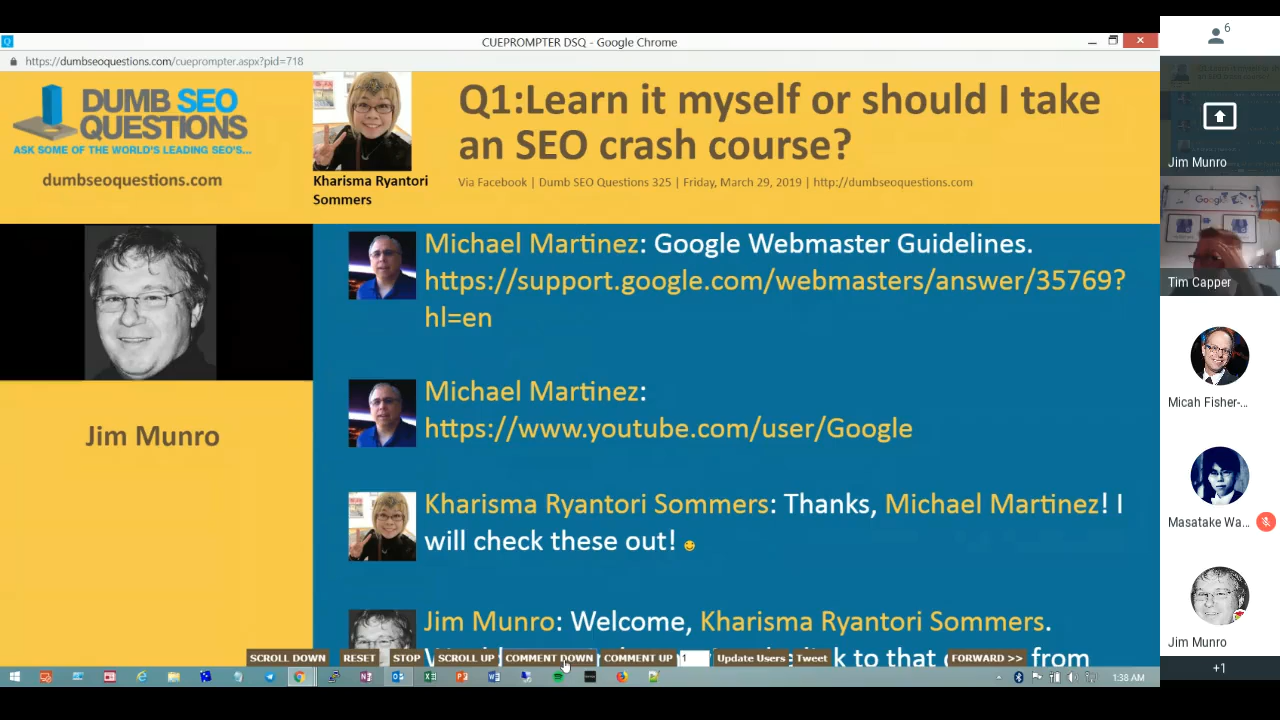 CUEPROMPTER DSQ - Google Chrome
https://dumbseoquestions.com/cueprompter.aspx?pid=718
DUMB SEO
QUESTIONS
ASK SOME OF THE WORLD'S LEADING SEO'S...
dumbseoquestions.com
Kharisma Ryantori
Sommers
Q1:Learn it myself or should I take
an SEO crash course?
Via Facebook | Dumb SEO Questions 325 | Friday, March 29, 2019 | http://dumbseoquestions.com
Jim Munro
Michael Martinez: Google Webmaster Guidelines.
https://support.google.com/webmasters/answer/35769?
hl=en
Michael Martinez:
https://www.youtube.com/user/Google
Kharisma Ryantori Sommers: Thanks, Michael Martinez! I
will check these out!
Jim Munro: Welcome, Kharisma Ryantori Sommers.
to that
from
SCROLL DOWN
RESET
STOP
SCROLL UP
COMMENT DOWN
COMMENT UP
1
Update Users
Tweet
FORWARD >>
1:38 AM
6
Jim Munro
Google
Tim Capper
Micah Fisher-...
Masatake Wa...
Jim Munro
+1